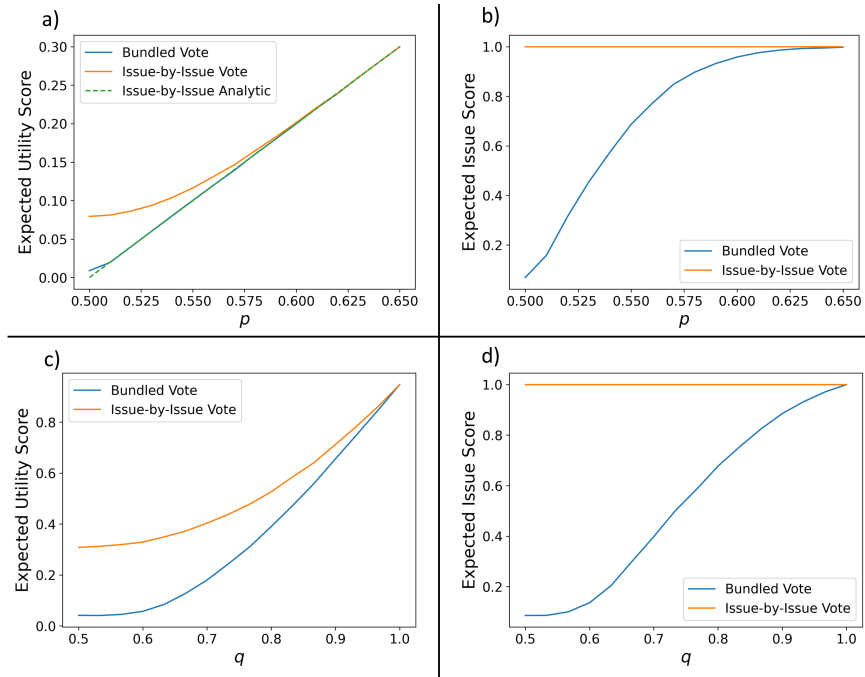 a)
Bundled Vote
Issue-by-Issue Vote
Issue-by-Issue Analytic
Expected Utility Score
0.30
0.25
0.20
0.15
0.10
0.05
0.00
0.500 0.525 0.550 0.575 0.600 0.625 0.650
p
b)
Expected Issue Score
1.0
0.8
0.6
0.4
0.2
Bundled Vote
Issue-by-Issue Vote
0.500 0.525 0.550 0.575 0.600 0.625 0.650
p
c)
Bundled Vote
Issue-by-Issue Vote
Expected Utility Score
0.8
0.6
0.4
0.2
0.0
0.5 0.6 0.7 0.8 0.9 1.0
q
d)
Expected Issue Score
1.0
0.8
0.6
0.4
0.2
Bundled Vote
Issue-by-Issue Vote
0.5 0.6 0.7 0.8 0.9 1.0
q